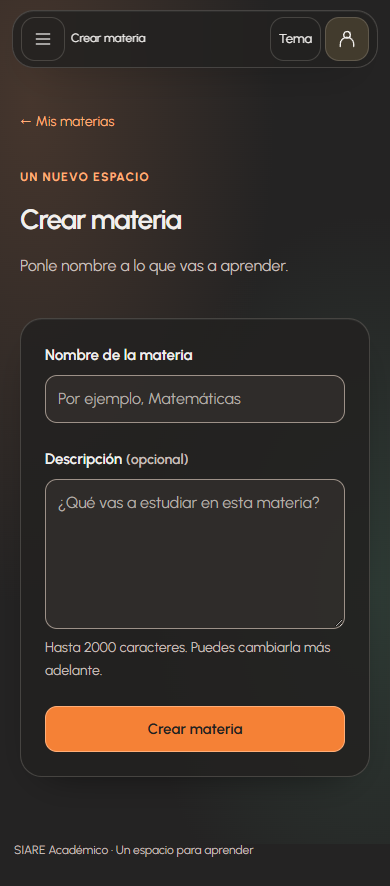 Crear materia
Tema
← Mis materias
UN NUEVO ESPACIO
Crear materia
Ponle nombre a lo que vas a aprender.
Nombre de la materia
Por ejemplo, Matemáticas
Descripción (opcional)
¿Qué vas a estudiar en esta materia?
Hasta 2000 caracteres. Puedes cambiarla más
adelante.
Crear materia
SIARE Académico · Un espacio para aprender